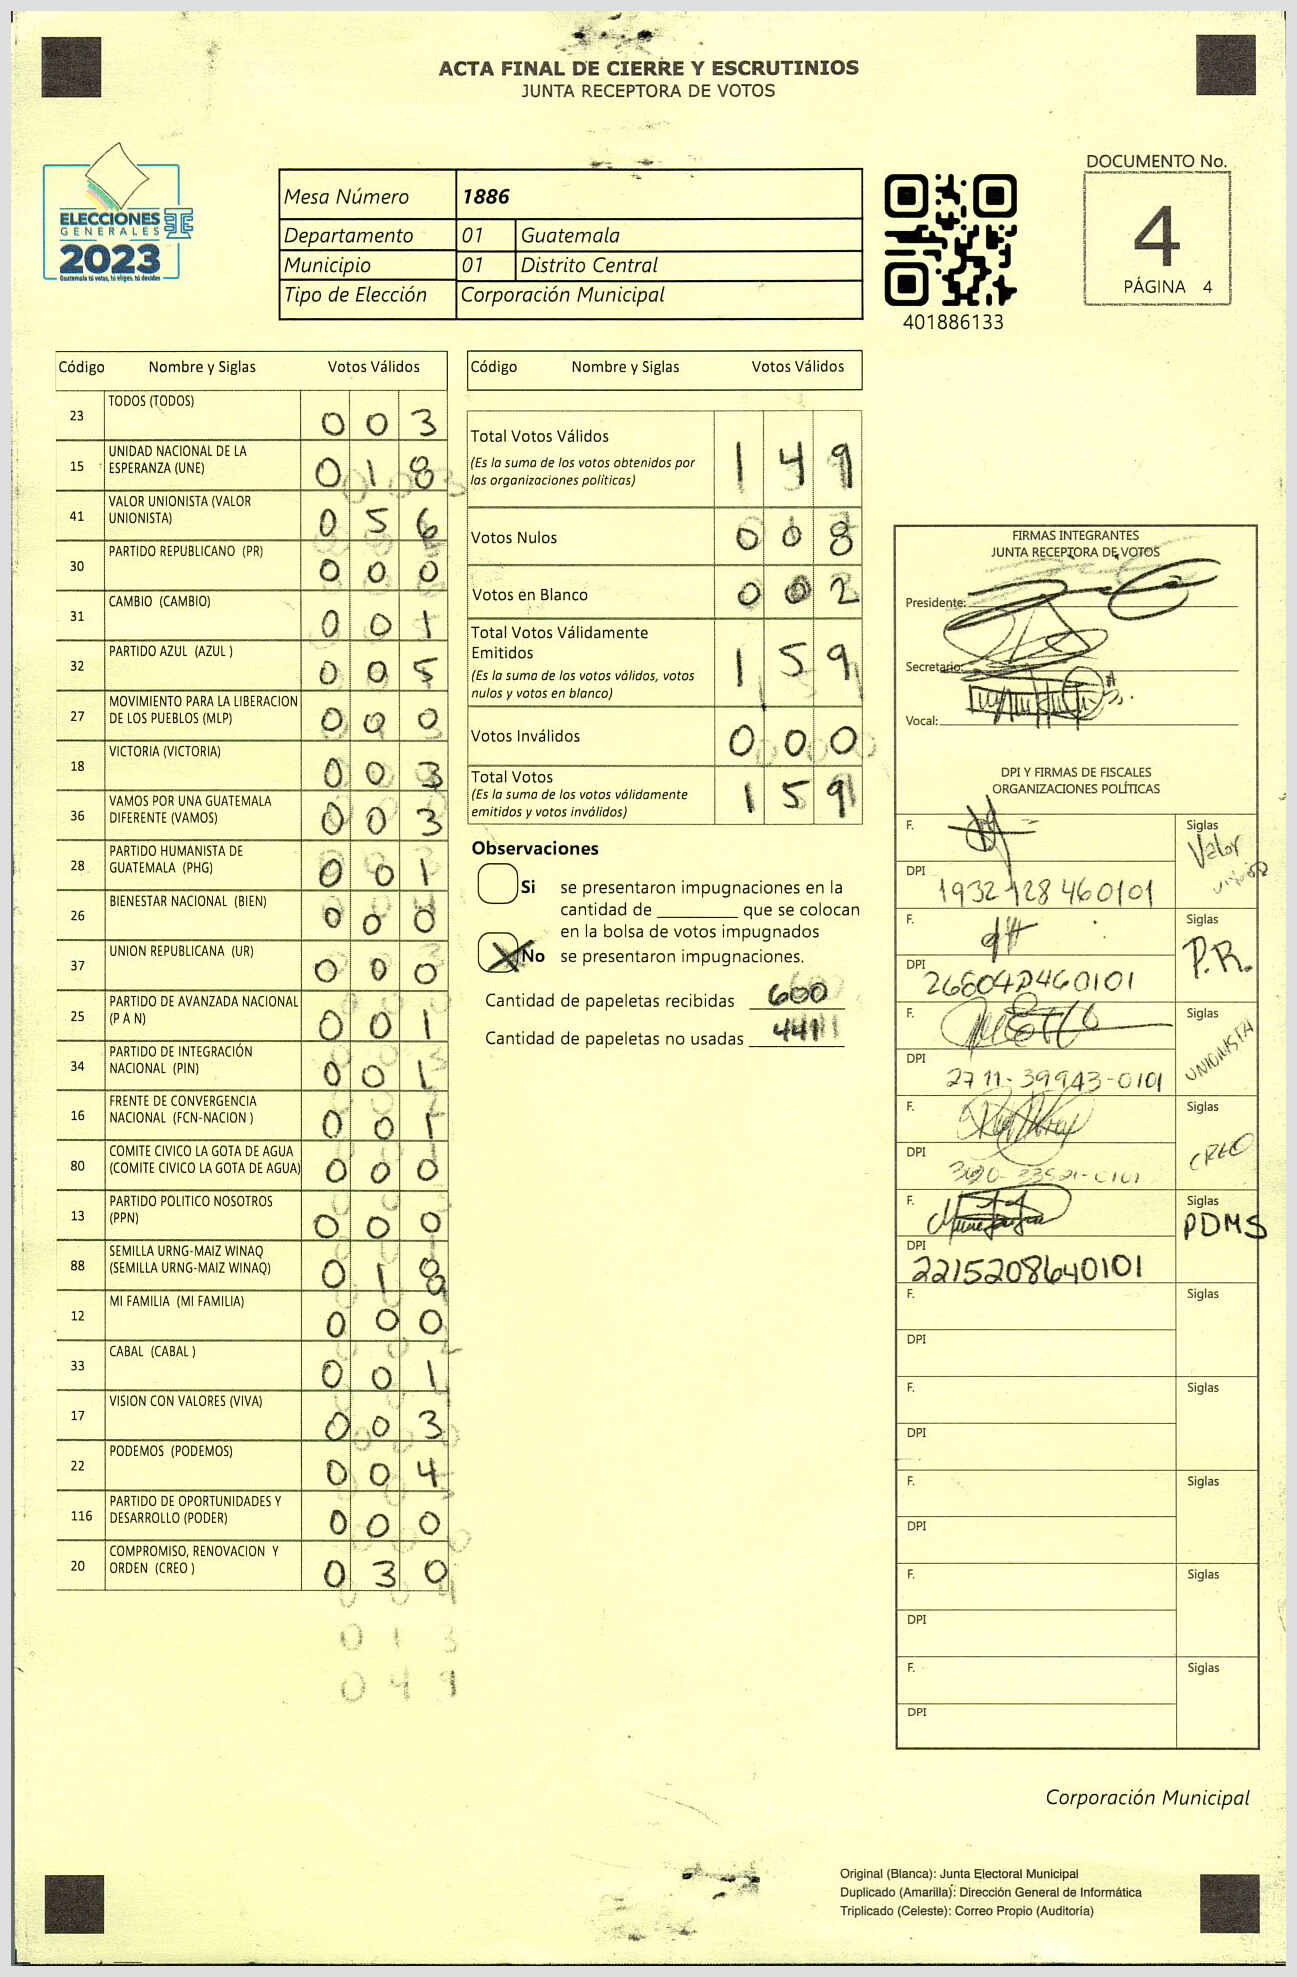 ACTA FINAL DE CIERRE Y ESCRUTINIOS
JUNTA RECEPTORA DE VOTOS
ELECCIONES
GENERALES
2023
Guatemala tú votas, tú eliges, tú decides
Mesa Número 1886
Departamento 01 Guatemala
Municipio 01 Distrito Central
Tipo de Elección Corporación Municipal
401886133
DOCUMENTO No.
4
PÁGINA 4
Código Nombre y Siglas Votos Válidos
23 TODOS (TODOS) 0 0 3
15 UNIDAD NACIONAL DE LA ESPERANZA (UNE) 0 1 8
41 VALOR UNIONISTA (VALOR UNIONISTA) 0 5 6
30 PARTIDO REPUBLICANO (PR) 0 0 0
31 CAMBIO (CAMBIO) 0 0 1
32 PARTIDO AZUL (AZUL ) 0 0 5
27 MOVIMIENTO PARA LA LIBERACION DE LOS PUEBLOS (MLP) 0 0 0
18 VICTORIA (VICTORIA) 0 0 3
36 VAMOS POR UNA GUATEMALA DIFERENTE (VAMOS) 0 0 3
28 PARTIDO HUMANISTA DE GUATEMALA (PHG) 0 0 1
26 BIENESTAR NACIONAL (BIEN) 0 0 0
37 UNION REPUBLICANA (UR) 0 0 0
25 PARTIDO DE AVANZADA NACIONAL (P A N) 0 0 1
34 PARTIDO DE INTEGRACIÓN NACIONAL (PIN) 0 0 1
16 FRENTE DE CONVERGENCIA NACIONAL (FCN-NACION ) 0 0 1
80 COMITE CIVICO LA GOTA DE AGUA (COMITE CIVICO LA GOTA DE AGUA) 0 0 0
13 PARTIDO POLITICO NOSOTROS (PPN) 0 0 0
88 SEMILLA URNG-MAIZ WINAQ (SEMILLA URNG-MAIZ WINAQ) 0 1 8
12 MI FAMILIA (MI FAMILIA) 0 0 0
33 CABAL (CABAL ) 0 0 1
17 VISION CON VALORES (VIVA) 0 0 3
22 PODEMOS (PODEMOS) 0 0 4
116 PARTIDO DE OPORTUNIDADES Y DESARROLLO (PODER) 0 0 0
20 COMPROMISO, RENOVACION Y ORDEN (CREO ) 0 3 0
Código Nombre y Siglas Votos Válidos
Total Votos Válidos 1 4 9
(Es la suma de los votos obtenidos por
las organizaciones políticas)
Votos Nulos 0 0 8
Votos en Blanco 0 0 2
Total Votos Válidamente
Emitidos 1 5 9
(Es la suma de los votos válidos, votos
nulos y votos en blanco)
Votos Inválidos 0 0 0
Total Votos 1 5 9
(Es la suma de los votos válidamente
emitidos y votos inválidos)
Observaciones
Si se presentaron impugnaciones en la
cantidad de ________ que se colocan
en la bolsa de votos impugnados
No se presentaron impugnaciones.
Cantidad de papeletas recibidas 600
Cantidad de papeletas no usadas 441
FIRMAS INTEGRANTES
JUNTA RECEPTORA DE VOTOS
Presidente:
Secretario:
Vocal:
DPI Y FIRMAS DE FISCALES
ORGANIZACIONES POLÍTICAS
F. Siglas
Valor
DPI
F. Siglas
P.R.
DPI
F. Siglas
UNIONISTA
DPI 2711-39943-0101
F. Siglas
CREO
DPI
F. Siglas
PDMS
DPI
2215208640101
F. Siglas
DPI
F. Siglas
DPI
F. Siglas
DPI
F. Siglas
DPI
F. Siglas
DPI
Corporación Municipal
Original (Blanca): Junta Electoral Municipal
Duplicado (Amarilla): Dirección General de Informática
Triplicado (Celeste): Correo Propio (Auditoría)